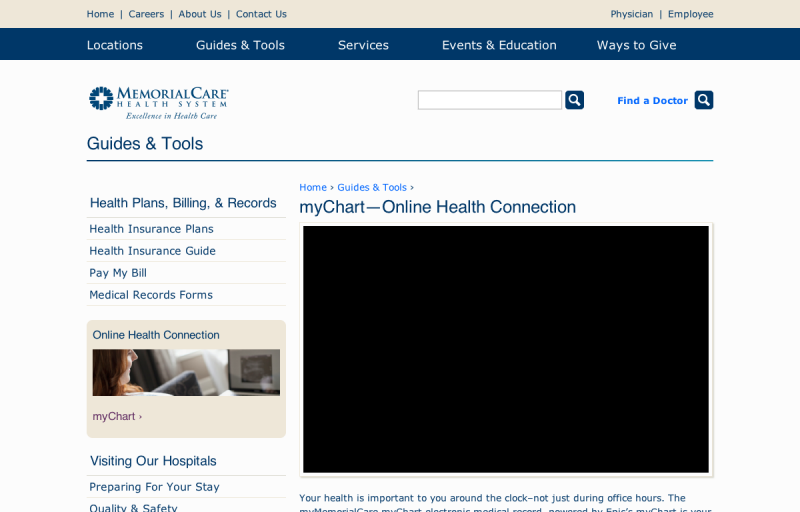 Home | Careers | About Us | Contact Us
Physician | Employee
Locations Guides & Tools Services Events & Education Ways to Give
MEMORIALCARE®
HEALTH SYSTEM
Excellence in Health Care
Find a Doctor
Guides & Tools
Home › Guides & Tools ›
myChart—Online Health Connection
Health Plans, Billing, & Records
Health Insurance Plans
Health Insurance Guide
Pay My Bill
Medical Records Forms
Online Health Connection
myChart ›
Visiting Our Hospitals
Preparing For Your Stay
Quality & Safety
Your health is important to you around the clock–not just during office hours. The
myMemorialCare myChart electronic medical record, powered by Epic's myChart is your